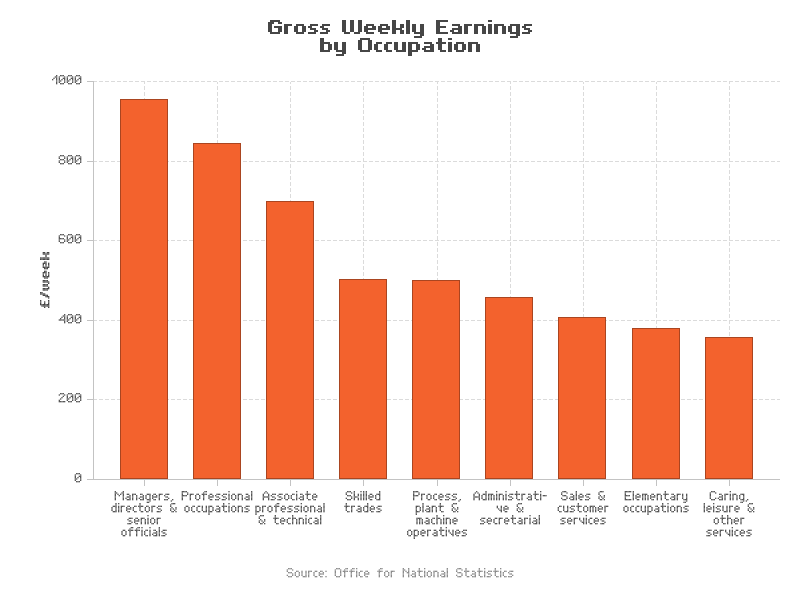 Gross Weekly Earnings
by Occupation
1000
800
600
400
200
0
£/week
Managers,
directors &
senior
officials
Professional
occupations
Associate
professional
& technical
Skilled
trades
Process,
plant &
machine
operatives
Administrati-
ve &
secretarial
Sales &
customer
services
Elementary
occupations
Caring,
leisure &
other
services
Source: Office for National Statistics